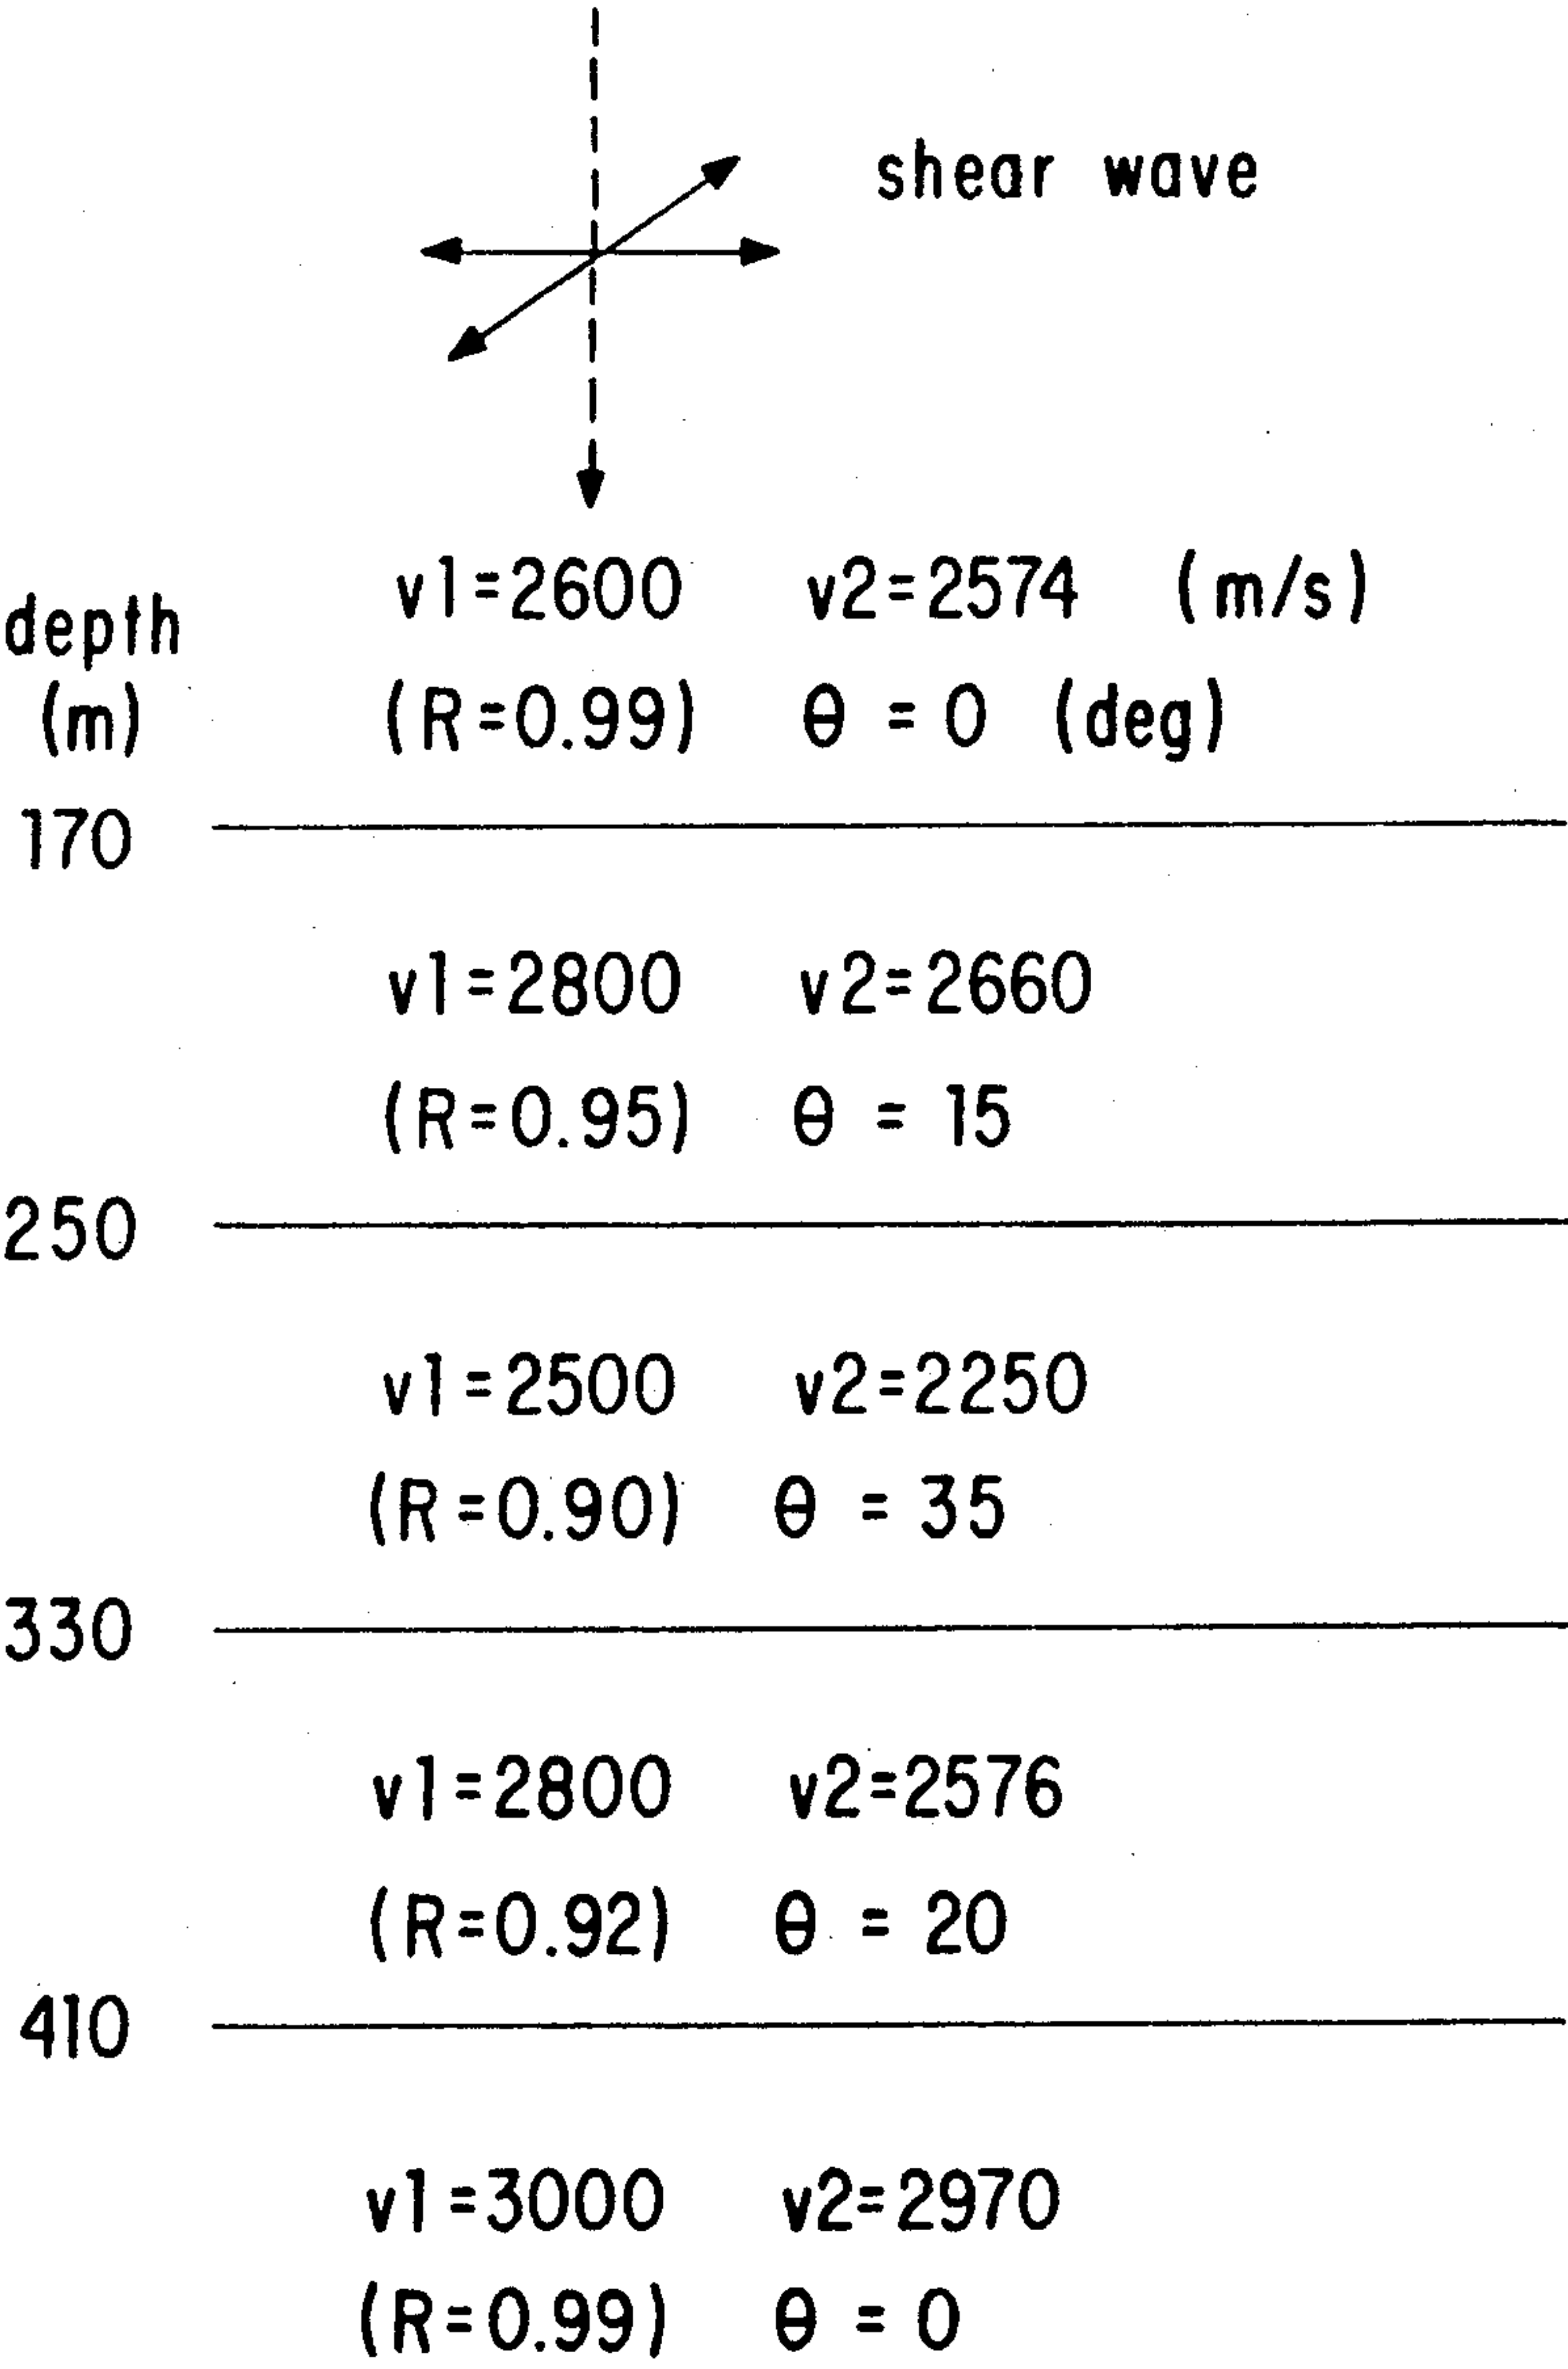 shear wave
v1=2600 v2=2574 (m/s)
depth
(m)
(R=0.99) θ = 0 (deg)
170
v1=2800 v2=2660
(R=0.95) θ = 15
250
v1=2500 v2=2250
(R=0.90) θ = 35
330
v1=2800 v2=2576
(R=0.92) θ = 20
410
v1=3000 v2=2970
(R=0.99) θ = 0